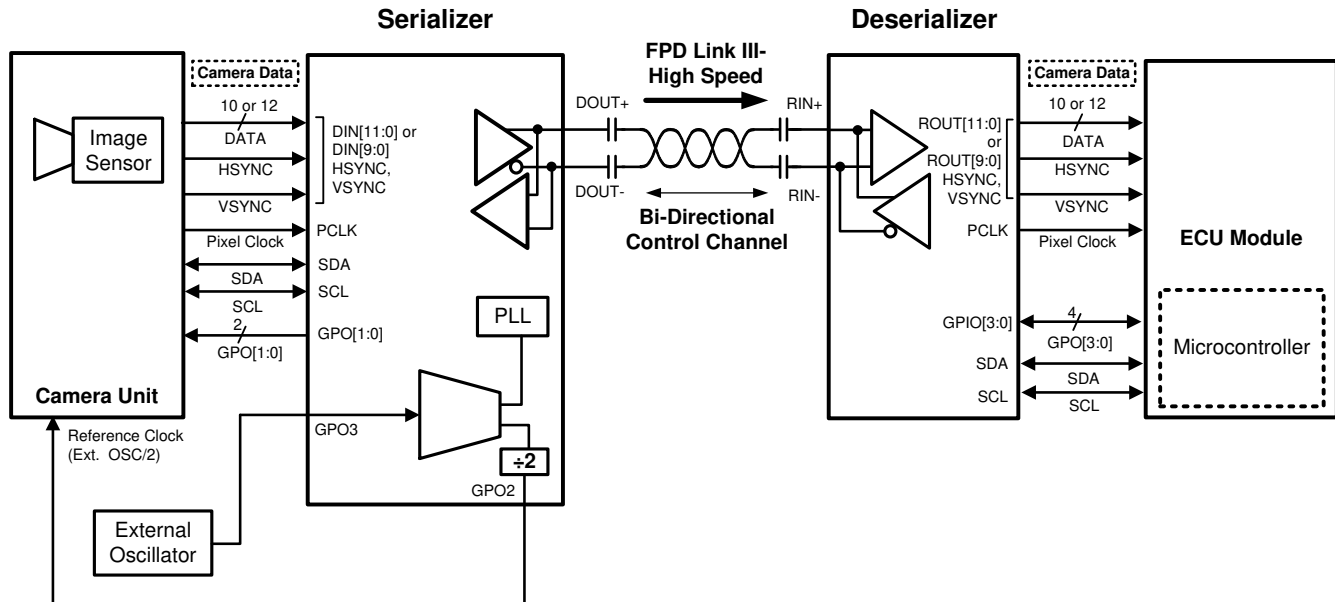 Serializer
Deserializer
Camera Data
10 or 12
DATA
HSYNC
VSYNC
Pixel Clock
SDA
SCL
2
GPO[1:0]
Image
Sensor
Camera Unit
DIN[11:0] or
DIN[9:0]
HSYNC,
VSYNC
PCLK
SDA
SCL
GPO[1:0]
PLL
GPO3
÷2
GPO2
Reference Clock
(Ext. OSC/2)
External
Oscillator
FPD Link III-
High Speed
DOUT+
RIN+
DOUT-
RIN-
Bi-Directional
Control Channel
ROUT[11:0]
or
ROUT[9:0]
HSYNC,
VSYNC
PCLK
GPIO[3:0]
SDA
SCL
Camera Data
10 or 12
DATA
HSYNC
VSYNC
Pixel Clock
4
GPO[3:0]
SDA
SCL
ECU Module
Microcontroller